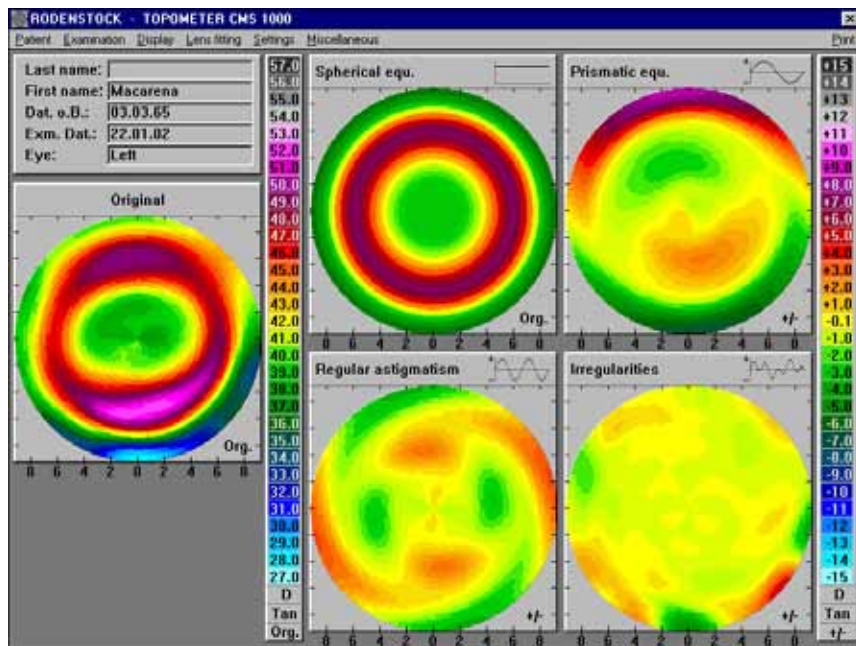 RODENSTOCK - TOPOMETER CMS 1000
Patient Examination Display Lens fitting Settings Miscellaneous Print
Last name:
First name: Macarena
Dat. o.B.: 03.03.65
Exm. Dat.: 22.01.02
Eye: Left
Original
Org.
8 6 4 2 0 2 4 6 8
57.0
56.0
55.0
54.0
53.0
52.0
51.0
50.0
49.0
48.0
47.0
46.0
45.0
44.0
43.0
42.0
41.0
40.0
39.0
38.0
37.0
36.0
35.0
34.0
33.0
32.0
31.0
30.0
29.0
28.0
27.0
D
Tan
Org.
Spherical equ.
Org.
8 6 4 2 0 2 4 6 8
Prismatic equ.
+/-
8 6 4 2 0 2 4 6 8
Regular astigmatism
+/-
8 6 4 2 0 2 4 6 8
Irregularities
+/-
8 6 4 2 0 2 4 6 8
+15
+14
+13
+12
+11
+10
+9.0
+8.0
+7.0
+6.0
+5.0
+4.0
+3.0
+2.0
+1.0
-0.1
-1.0
-2.0
-3.0
-4.0
-5.0
-6.0
-7.0
-8.0
-9.0
-10
-11
-12
-13
-14
-15
D
Tan
+/-